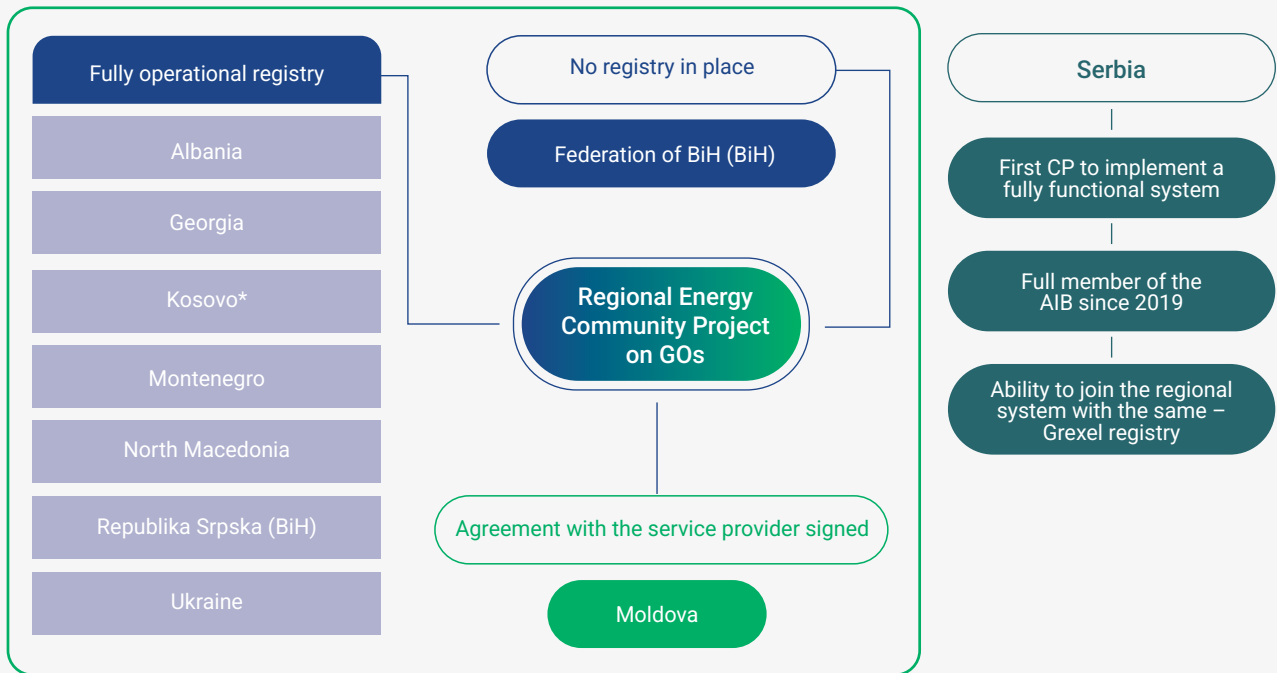 Fully operational registry
Albania
Georgia
Kosovo*
Montenegro
North Macedonia
Republika Srpska (BiH)
Ukraine
No registry in place
Federation of BiH (BiH)
Regional Energy
Community Project
on GOs
Agreement with the service provider signed
Moldova
Serbia
First CP to implement a
fully functional system
Full member of the
AIB since 2019
Ability to join the regional
system with the same –
Grexel registry